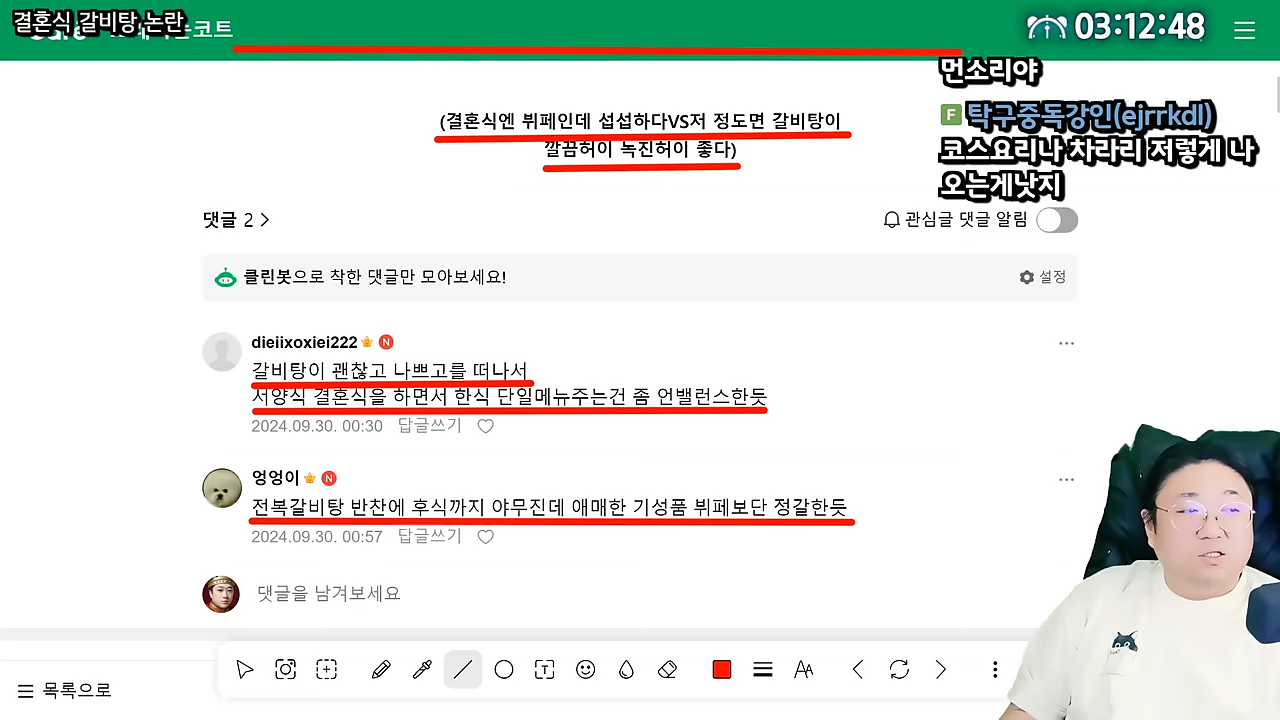 결혼식 갈비탕 논란
코트
03:12:48
먼소리야
(결혼식엔 뷔페인데 섭섭하다VS저 정도면 갈비탕이
깔끔허이 녹진허이 좋다)
F 탁구중독강인(ejrrkdl)
코스요리나 차라리 저렇게 나
오는게낫지
댓글 2
관심글 댓글 알림
클린봇으로 착한 댓글만 모아보세요!
설정
dieiixoxiei222 N
갈비탕이 괜찮고 나쁘고를 떠나서
서양식 결혼식을 하면서 한식 단일메뉴주는건 좀 언밸런스한듯
2024.09.30. 00:30 답글쓰기
엉엉이 N
전복갈비탕 반찬에 후식까지 야무진데 애매한 기성품 뷔페보단 정갈한듯
2024.09.30. 00:57 답글쓰기
댓글을 남겨보세요
목록으로